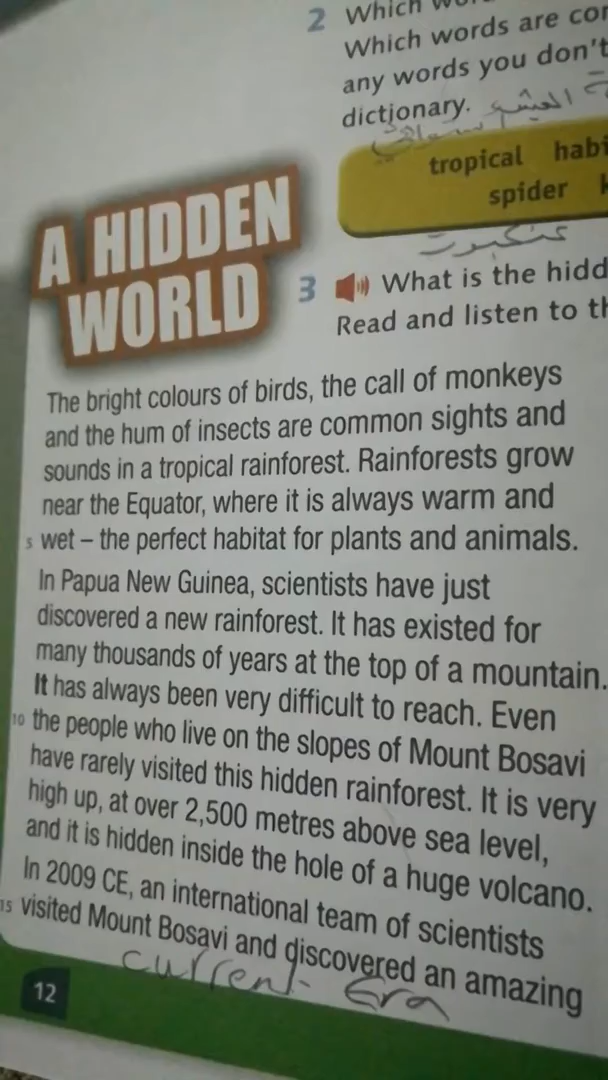 2 Which
Which words are
any words you don't
dictionary.
العيش
tropical
spider
عنكبوت
A HIDDEN
WORLD
3 What is the
Read and listen to
The bright colours of birds, the call of monkeys
and the hum of insects are common sights and
sounds in a tropical rainforest. Rainforests grow
near the Equator, where it is always warm and
5 wet – the perfect habitat for plants and animals.
In Papua New Guinea, scientists have just
discovered a new rainforest. It has existed for
many thousands of years at the top of a mountain.
It has always been very difficult to reach. Even
10 the people who live on the slopes of Mount Bosavi
have rarely visited this hidden rainforest. It is very
high up, at over 2,500 metres above sea level,
and it is hidden inside the hole of a huge volcano.
In 2009 CE, an international team of scientists
15 visited Mount Bosavi and discovered an amazing
current Era
12